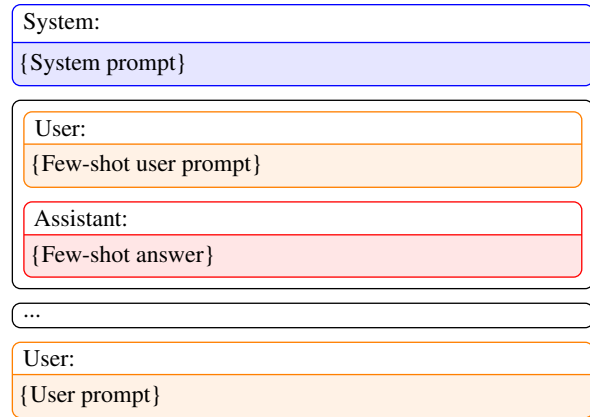 System:
{System prompt}
User:
{Few-shot user prompt}
Assistant:
{Few-shot answer}
...
User:
{User prompt}